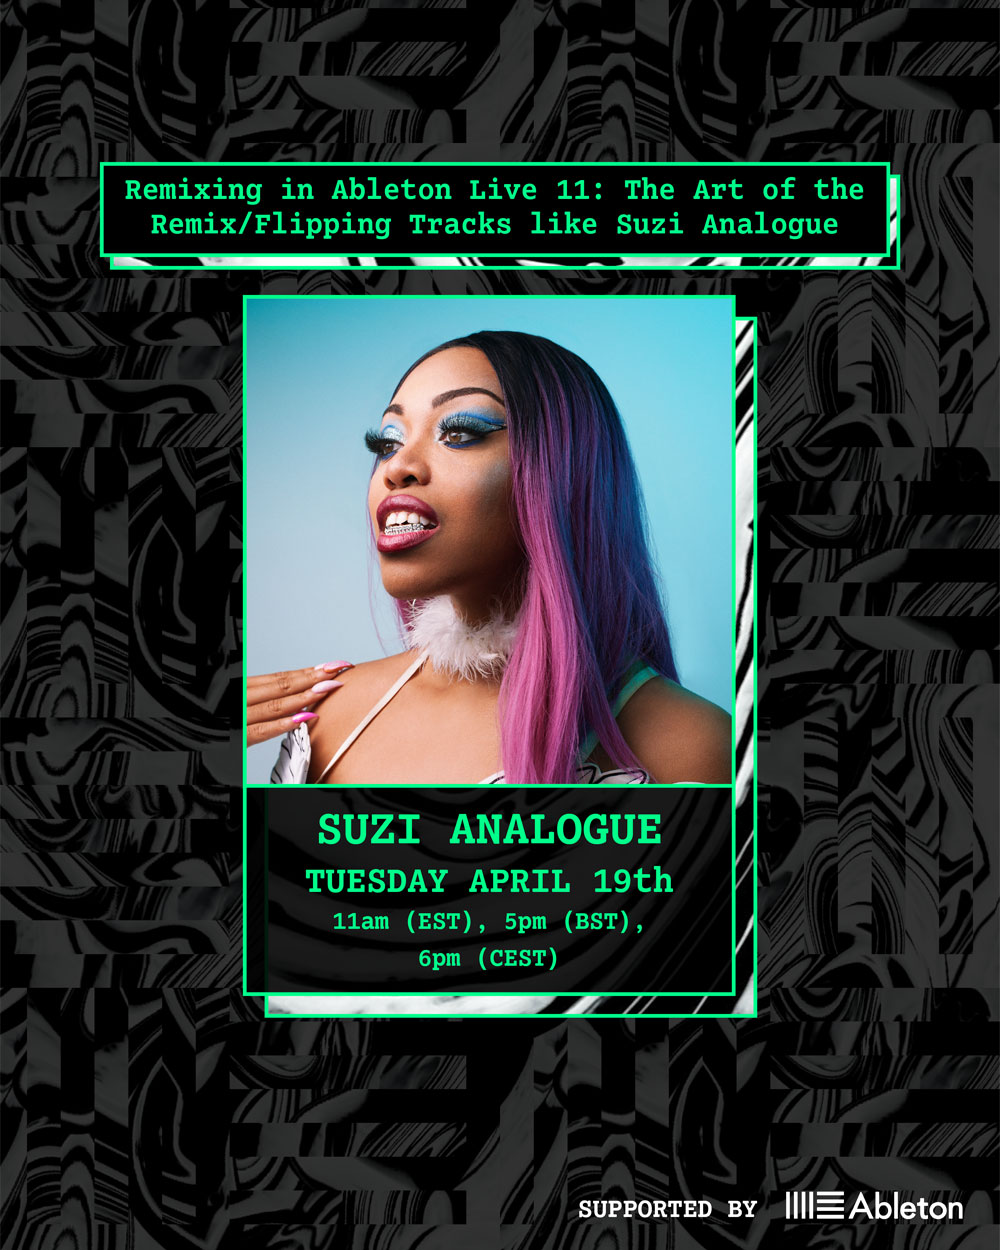 Remixing in Ableton Live 11: The Art of the
Remix/Flipping Tracks like Suzi Analogue
SUZI ANALOGUE
TUESDAY APRIL 19th
11am (EST), 5pm (BST),
6pm (CEST)
SUPPORTED BY Ableton